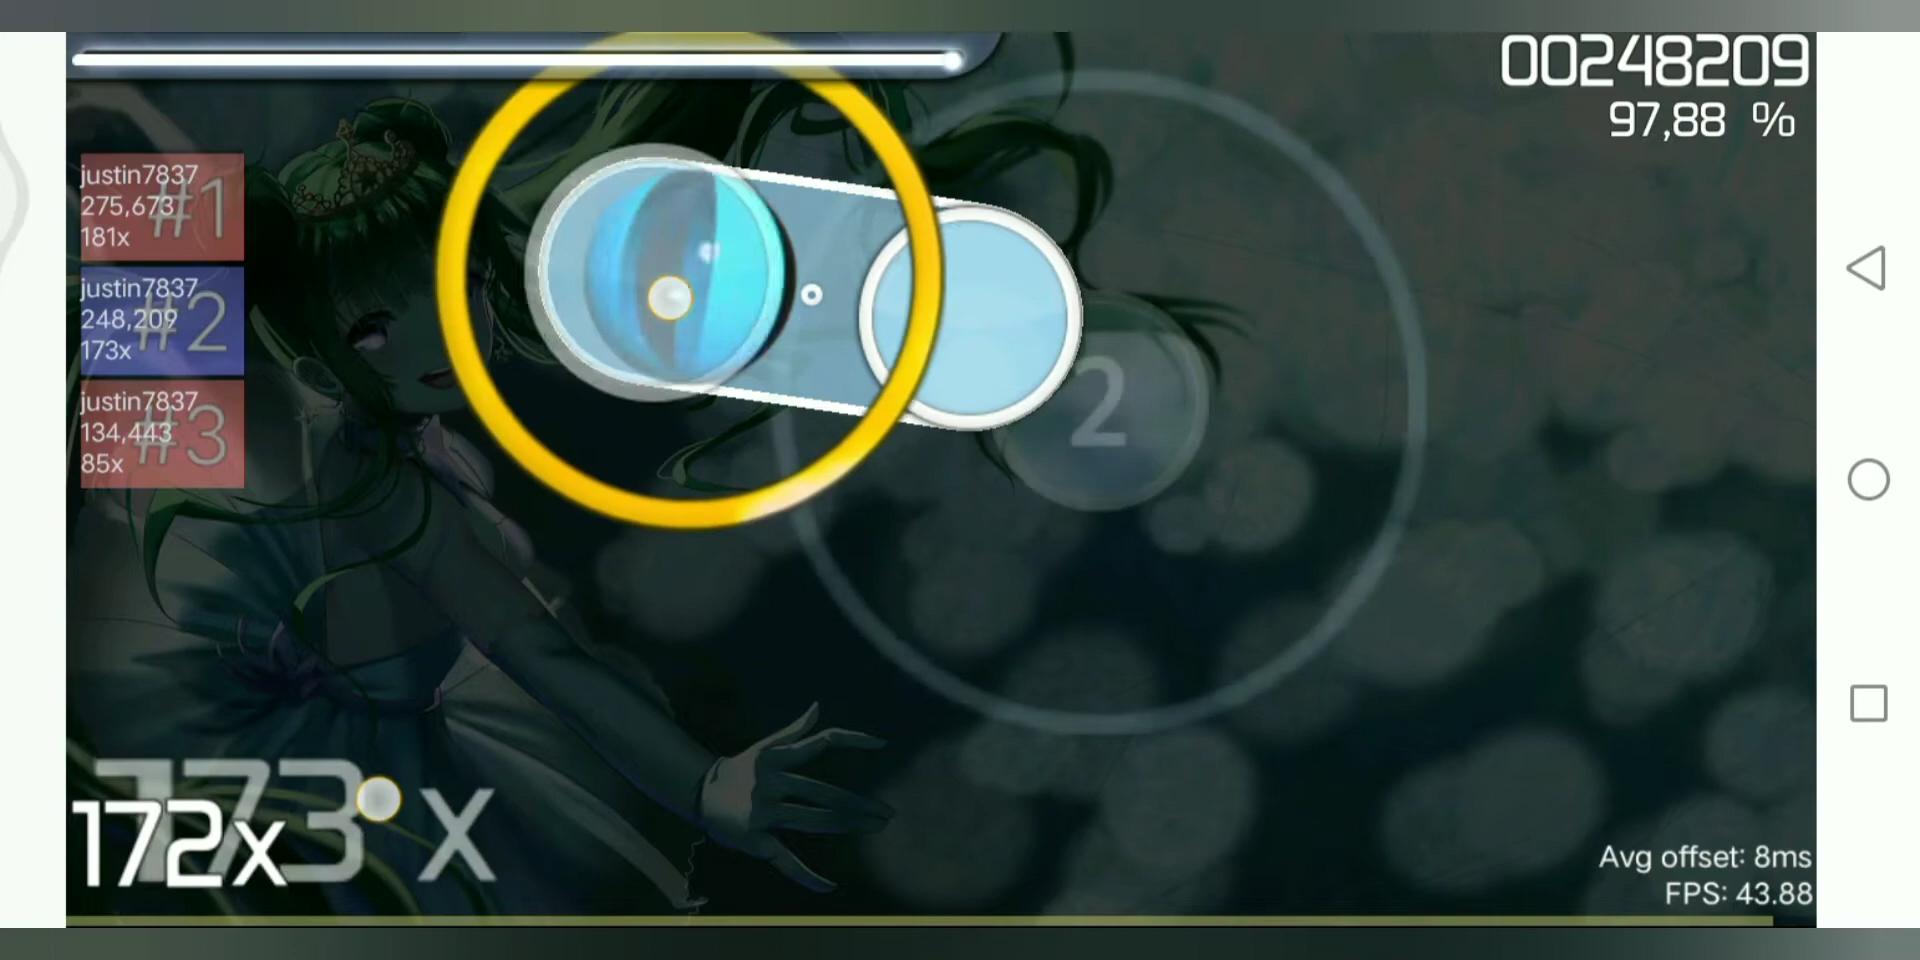 00248209
97,88 %
justin7837
275,673
181x
#1
justin7837
248,209
173x
#2
justin7837
134,443
85x
#3
2
173x
172x
Avg offset: 8ms
FPS: 43.88